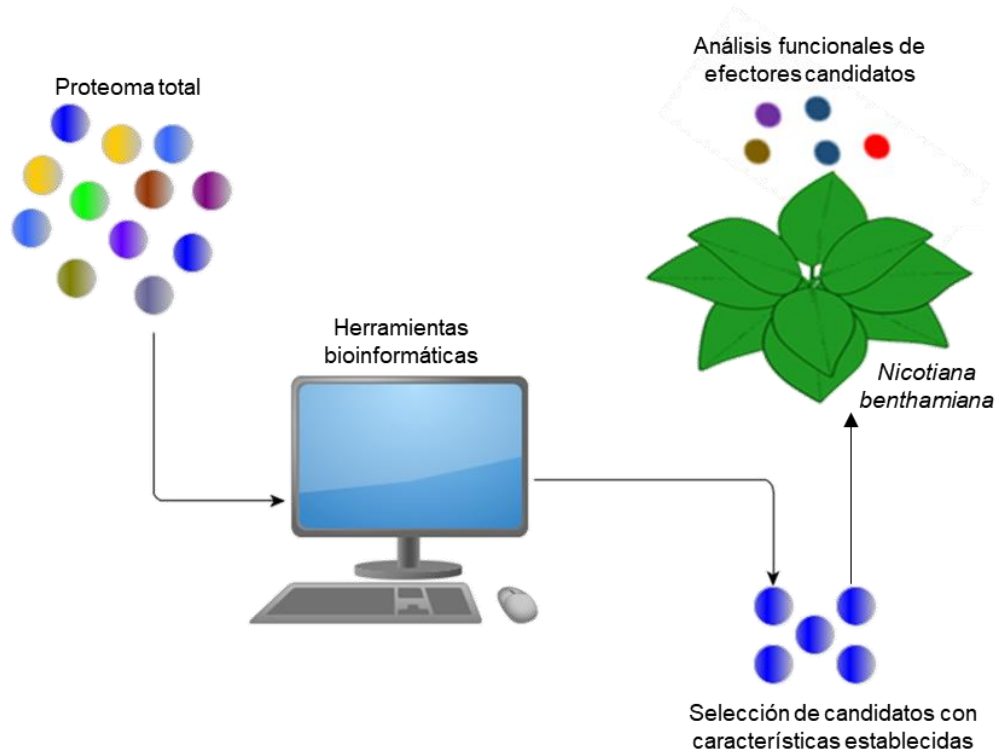 Proteoma total
Análisis funcionales de
efectores candidatos
Herramientas
bioinformáticas
Nicotiana
benthamiana
Selección de candidatos con
características establecidas